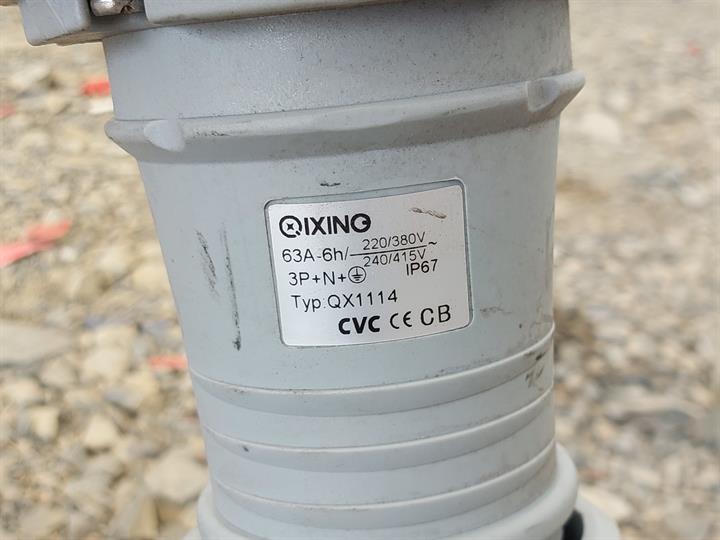 QIXING
63A-6h/ 220/380V~
240/415V
3P+N+⏚ IP67
Typ:QX1114
CVC CE CB